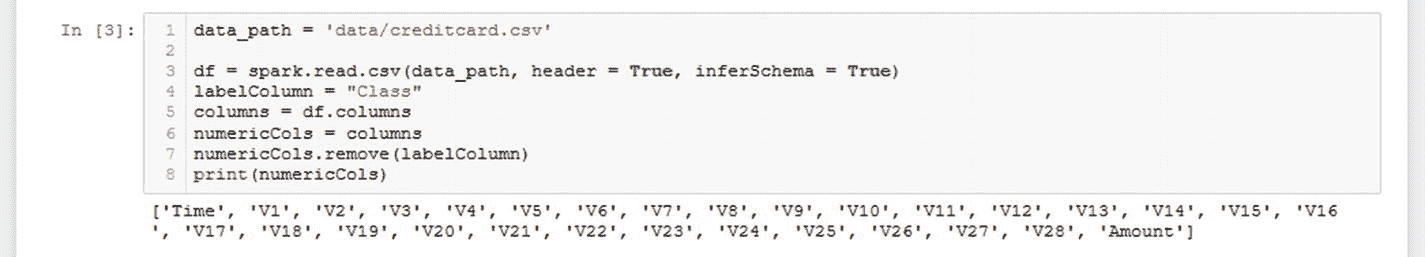 In [3]:
1 data_path = 'data/creditcard.csv'
2
3 df = spark.read.csv(data_path, header = True, inferSchema = True)
4 labelColumn = "Class"
5 columns = df.columns
6 numericCols = columns
7 numericCols.remove(labelColumn)
8 print(numericCols)
['Time', 'V1', 'V2', 'V3', 'V4', 'V5', 'V6', 'V7', 'V8', 'V9', 'V10', 'V11', 'V12', 'V13', 'V14', 'V15', 'V16
', 'V17', 'V18', 'V19', 'V20', 'V21', 'V22', 'V23', 'V24', 'V25', 'V26', 'V27', 'V28', 'Amount']